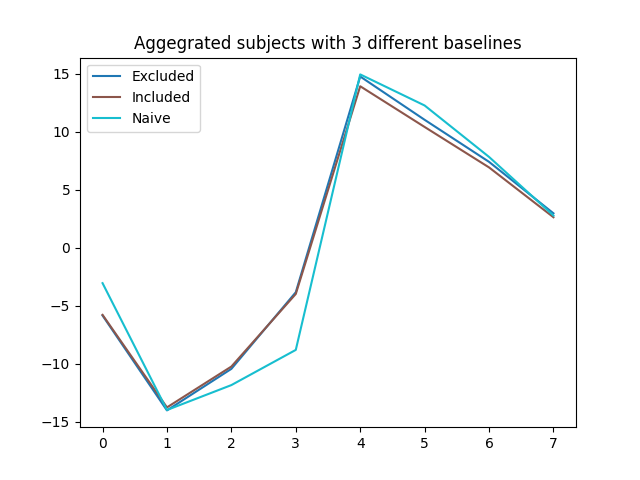 Aggegrated subjects with 3 different baselines
Excluded
Included
Naive
15
10
5
0
−5
−10
−15
0 1 2 3 4 5 6 7